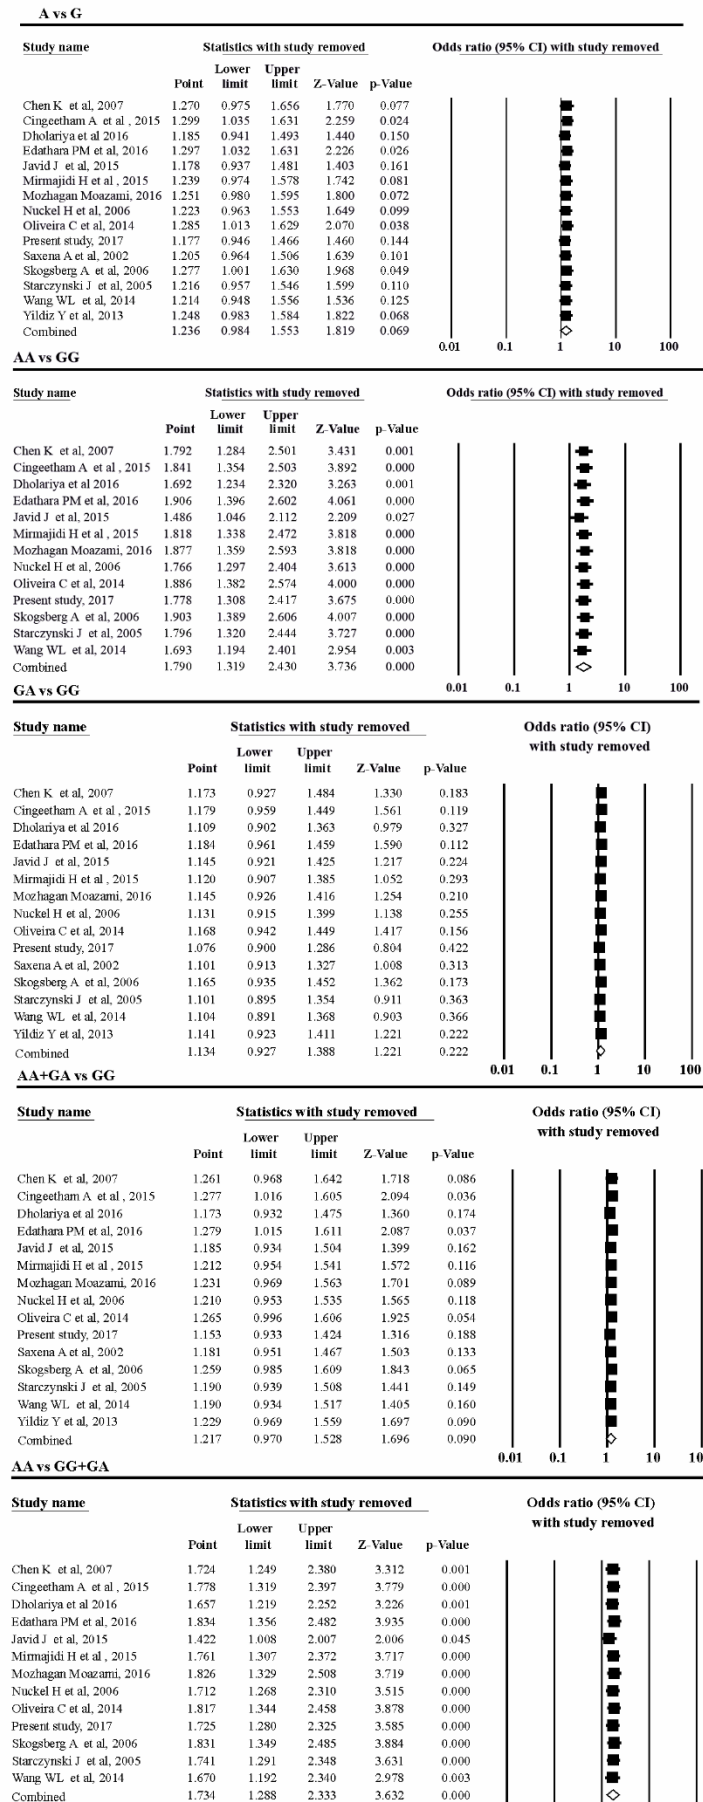 A vs G
Study name Statistics with study removed Odds ratio (95% CI) with study removed
Lower Upper
Point limit limit Z-Value p-Value
Chen K et al, 2007 1.270 0.975 1.656 1.770 0.077
Cingeetham A et al , 2015 1.299 1.035 1.631 2.259 0.024
Dholariya 2016 1.185 0.941 1.493 1.440 0.150
Edathara PM et al, 2016 1.297 1.032 1.631 2.226 0.026
Javid J et al, 2015 1.178 0.937 1.481 1.403 0.161
Mirmajidi H et al , 2015 1.239 0.974 1.578 1.742 0.081
Mozhagan Moazami, 2016 1.251 0.980 1.595 1.800 0.072
Nuckel H et al, 2006 1.223 0.963 1.553 1.649 0.099
Oliveira C et al, 2014 1.285 1.013 1.629 2.070 0.038
Present study, 2017 1.177 0.946 1.466 1.460 0.144
Saxena A et al, 2002 1.205 0.964 1.506 1.639 0.101
Skogsberg A et al, 2006 1.277 1.001 1.630 1.968 0.049
Starczynski J et al, 2005 1.216 0.957 1.546 1.599 0.110
Wang WL et al, 2014 1.214 0.948 1.556 1.536 0.125
Yildiz Y et al, 2013 1.248 0.983 1.584 1.822 0.068
Combined 1.236 0.984 1.553 1.819 0.069
0.01 0.1 1 10 100
AA vs GG
Study name Statistics with study removed Odds ratio (95% CI) with study removed
Lower Upper
Point limit limit Z-Value p-Value
Chen K et al, 2007 1.792 1.284 2.501 3.431 0.001
Cingeetham A et al , 2015 1.841 1.354 2.503 3.892 0.000
Dholariya et al 2016 1.692 1.234 2.320 3.263 0.001
Edathara PM et al, 2016 1.906 1.396 2.602 4.061 0.000
Javid J et al, 2015 1.486 1.046 2.112 2.209 0.027
Mirmajidi H et al , 2015 1.818 1.338 2.472 3.818 0.000
Mozhagan Moazami, 2016 1.877 1.359 2.593 3.818 0.000
Nuckel H et al, 2006 1.766 1.297 2.404 3.613 0.000
Oliveira C et al, 2014 1.886 1.382 2.574 4.000 0.000
Present study, 2017 1.778 1.308 2.417 3.675 0.000
Skogsberg A et al, 2006 1.903 1.389 2.606 4.007 0.000
Starczynski J et al, 2005 1.796 1.320 2.444 3.727 0.000
Wang WL et al, 2014 1.693 1.194 2.401 2.954 0.003
Combined 1.790 1.319 2.430 3.736 0.000
0.01 0.1 1 10 100
GA vs GG
Study name Statistics with study removed Odds ratio (95% CI)
with study removed
Lower Upper
Point limit limit Z-Value p-Value
Chen K et al, 2007 1.173 0.927 1.484 1.330 0.183
Cingeetham A et al , 2015 1.179 0.959 1.449 1.561 0.119
Dholariya et al 2016 1.109 0.902 1.363 0.979 0.327
Edathara PM et al, 2016 1.184 0.961 1.459 1.590 0.112
Javid J et al, 2015 1.145 0.921 1.425 1.217 0.224
Mirmajidi H et al , 2015 1.120 0.907 1.385 1.052 0.293
Mozhagan Moazami, 2016 1.145 0.926 1.416 1.254 0.210
Nuckel H et al, 2006 1.131 0.915 1.399 1.138 0.255
Oliveira C et al, 2014 1.168 0.942 1.449 1.417 0.156
Present study, 2017 1.076 0.900 1.286 0.804 0.422
Saxena A et al, 2002 1.101 0.913 1.327 1.008 0.313
Skogsberg A et al, 2006 1.165 0.935 1.452 1.362 0.173
Starczynski J et al, 2005 1.101 0.895 1.354 0.911 0.363
Wang WL et al, 2014 1.104 0.891 1.368 0.903 0.366
Yildiz Y et al, 2013 1.141 0.923 1.411 1.221 0.222
Combined 1.134 0.927 1.388 1.221 0.222
0.01 0.1 1 10 100
AA+GA vs GG
Study name Statistics with study removed Odds ratio (95% CI)
with study removed
Lower Upper
Point limit limit Z-Value p-Value
Chen K et al, 2007 1.261 0.968 1.642 1.718 0.086
Cingeetham A et al , 2015 1.277 1.016 1.605 2.094 0.036
Dholariya 2016 1.173 0.932 1.475 1.360 0.174
Edathara PM et al, 2016 1.279 1.015 1.611 2.087 0.037
Javid J et al, 2015 1.185 0.934 1.504 1.399 0.162
Mirmajidi H et al , 2015 1.212 0.954 1.541 1.572 0.116
Mozhagan Moazami, 2016 1.231 0.969 1.563 1.701 0.089
Nuckel H et al, 2006 1.210 0.953 1.535 1.565 0.118
Oliveira C et al, 2014 1.265 0.996 1.606 1.925 0.054
Present study, 2017 1.153 0.933 1.424 1.316 0.188
Saxena A et al, 2002 1.181 0.951 1.467 1.503 0.133
Skogsberg A et al, 2006 1.259 0.985 1.609 1.843 0.065
Starczynski J et al, 2005 1.190 0.939 1.508 1.441 0.149
Wang WL et al, 2014 1.190 0.934 1.517 1.405 0.160
Yildiz Y et al, 2013 1.229 0.969 1.559 1.697 0.090
Combined 1.217 0.970 1.528 1.696 0.090
0.01 0.1 1 10 10
AA vs GG+GA
Study name Statistics with study removed Odds ratio (95% CI)
with study removed
Lower Upper
Point limit limit Z-Value p-Value
Chen K et al, 2007 1.724 1.249 2.380 3.312 0.001
Cingeetham A et al , 2015 1.778 1.319 2.397 3.779 0.000
Dholariya et al 2016 1.657 1.219 2.252 3.226 0.001
Edathara PM et al, 2016 1.834 1.356 2.482 3.935 0.000
Javid J et al, 2015 1.422 1.008 2.007 2.006 0.045
Mirmajidi H et al , 2015 1.761 1.307 2.372 3.717 0.000
Mozhagan Moazami, 2016 1.826 1.329 2.508 3.719 0.000
Nuckel H et al, 2006 1.712 1.268 2.310 3.515 0.000
Oliveira C et al, 2014 1.817 1.344 2.458 3.878 0.000
Present study, 2017 1.725 1.280 2.325 3.585 0.000
Skogsberg A et al, 2006 1.831 1.349 2.485 3.884 0.000
Starczynski J et al, 2005 1.741 1.291 2.348 3.631 0.000
Wang WL et al, 2014 1.670 1.192 2.340 2.978 0.003
Combined 1.734 1.288 2.333 3.632 0.000